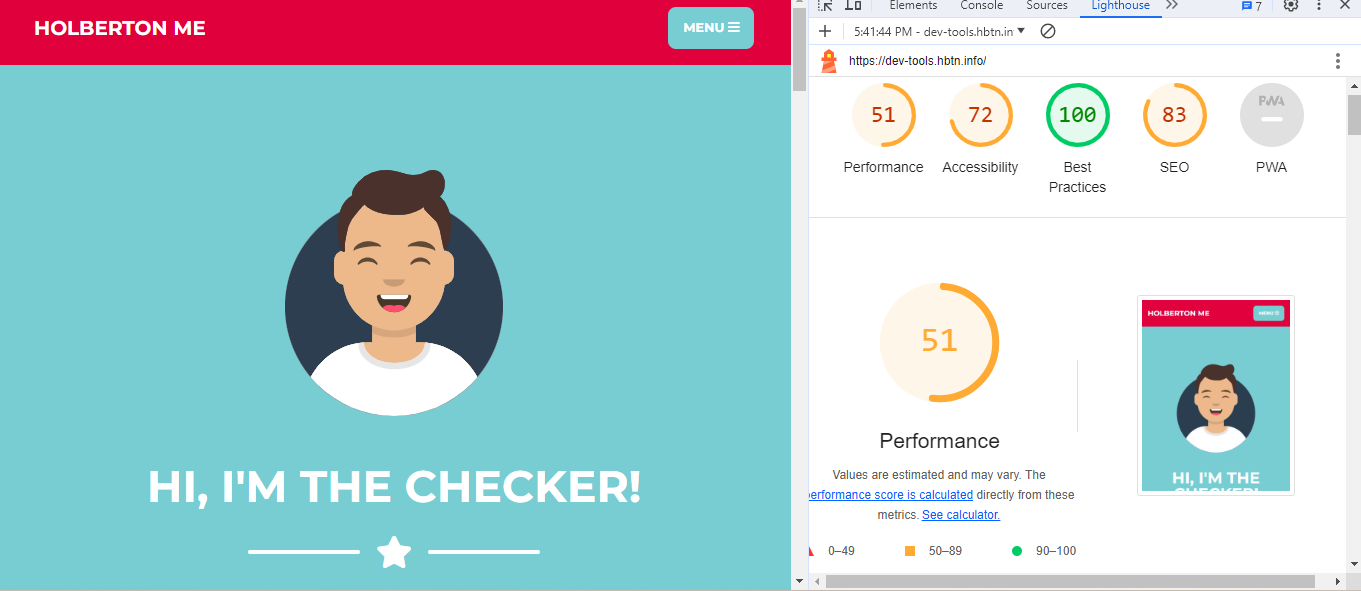 HOLBERTON ME
MENU
HI, I'M THE CHECKER!
Elements Console Sources Lighthouse 7
5:41:44 PM - dev-tools.hbtn.in
https://dev-tools.hbtn.info/
51 72 100 83 PWA
Performance Accessibility Best Practices SEO PWA
51
Performance
Values are estimated and may vary. The
performance score is calculated directly from these
metrics. See calculator.
0–49 50–89 90–100
HOLBERTON ME MENU
HI, I'M THE
CHECKER!